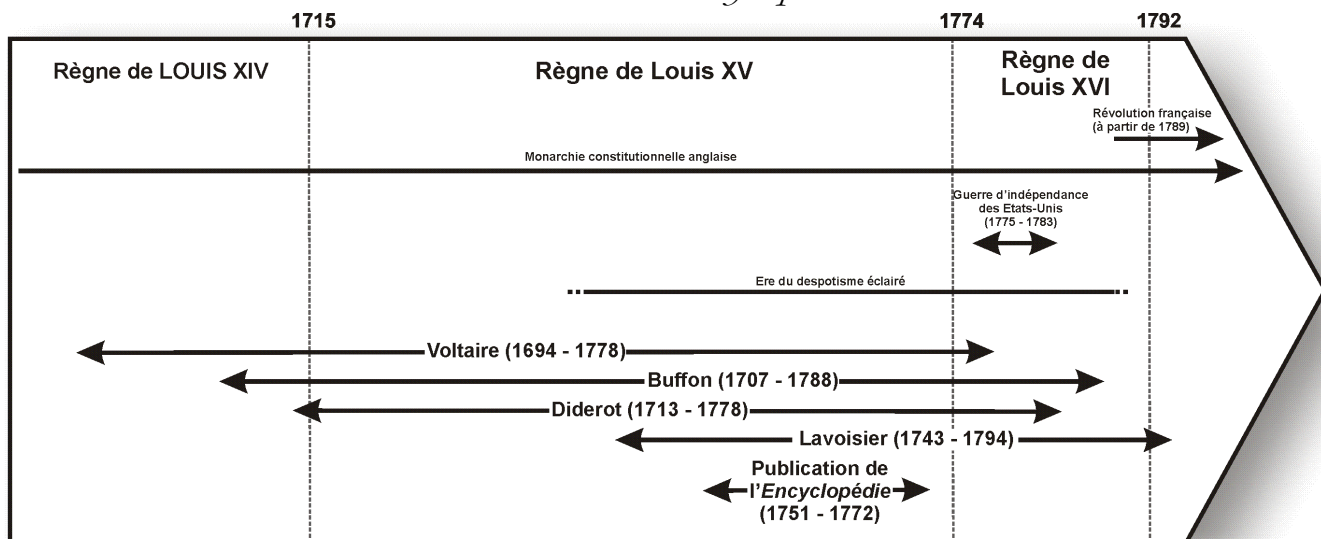 1715
1774
1792
Règne de LOUIS XIV
Règne de Louis XV
Règne de
Louis XVI
Révolution française
(à partir de 1789)
Monarchie constitutionnelle anglaise
Guerre d'indépendance
des Etats-Unis
(1775 - 1783)
Ere du despotisme éclairé
Voltaire (1694 - 1778)
Buffon (1707 - 1788)
Diderot (1713 - 1778)
Lavoisier (1743 - 1794)
Publication de
l'Encyclopédie
(1751 - 1772)